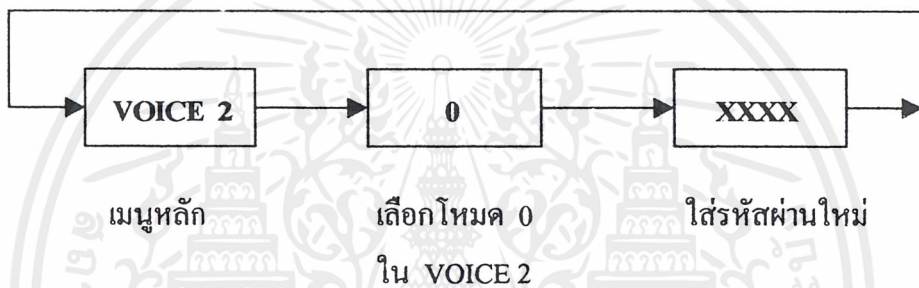 VOICE 2
0
XXXX
เมนูหลัก
เลือกโหมด 0
ใส่รหัสผ่านใหม่
ใน VOICE 2